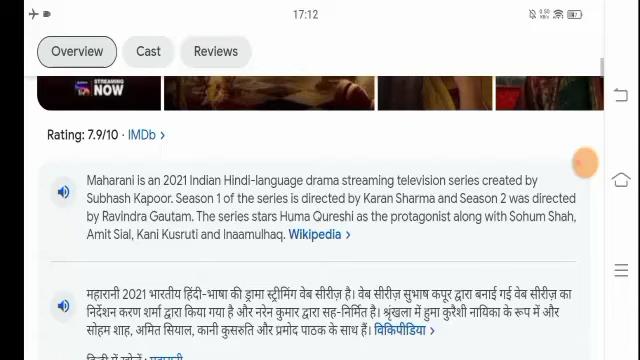 17:12
0.50 KB/s
Overview Cast Reviews
STREAMING
NOW
Rating: 7.9/10 · IMDb >
Maharani is an 2021 Indian Hindi-language drama streaming television series created by
Subhash Kapoor. Season 1 of the series is directed by Karan Sharma and Season 2 was directed
by Ravindra Gautam. The series stars Huma Qureshi as the protagonist along with Sohum Shah,
Amit Sial, Kani Kusruti and Inaamulhaq. Wikipedia >
महारानी 2021 भारतीय हिंदी-भाषा की ड्रामा स्ट्रीमिंग वेब सीरीज़ है। वेब सीरीज़ सुभाष कपूर द्वारा बनाई गई वेब सीरीज़ का
निर्देशन करण शर्मा द्वारा किया गया है और नरेन कुमार द्वारा सह-निर्मित है। श्रृंखला में हुमा कुरैशी नायिका के रूप में और
सोहम शाह, अमित सियाल, कानी कुसरुति और प्रमोद पाठक के साथ हैं। विकिपीडिया >